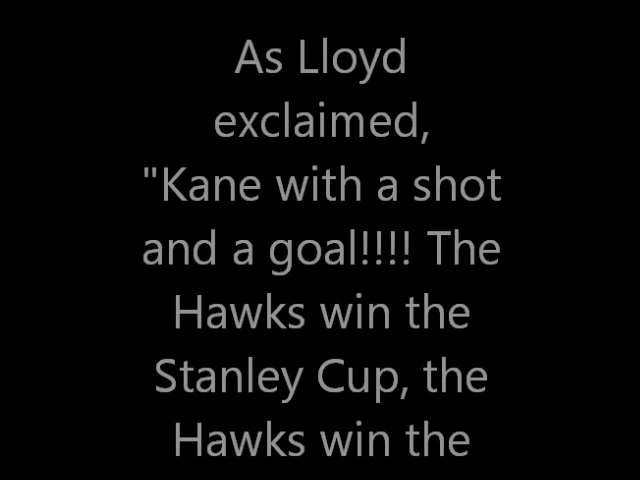 As Lloyd
exclaimed,
"Kane with a shot
and a goal!!!! The
Hawks win the
Stanley Cup, the
Hawks win the